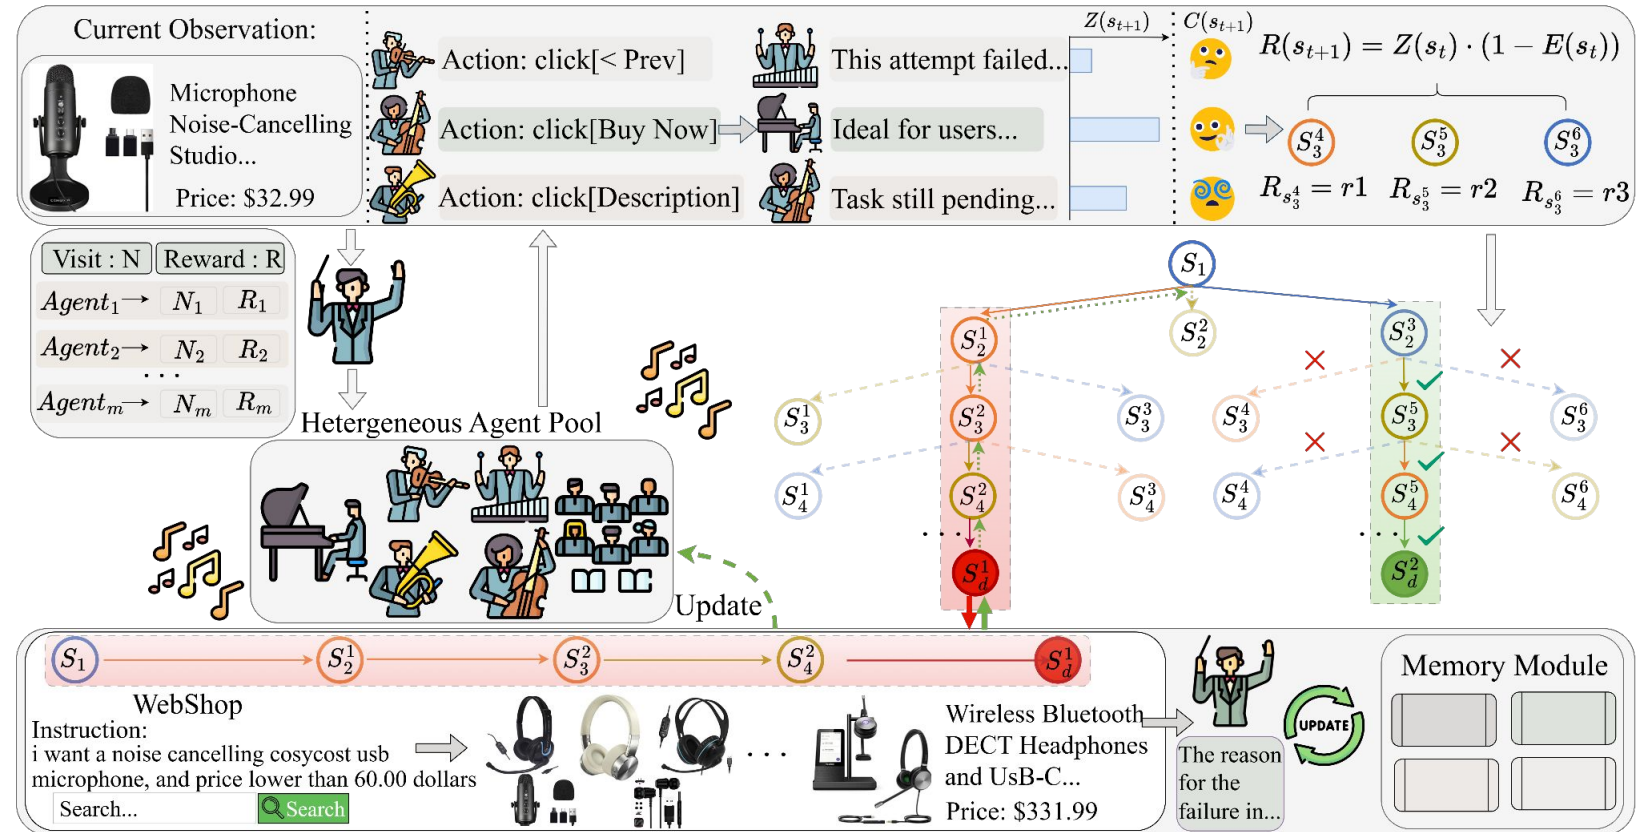 Current Observation:
Microphone
Noise-Cancelling
Studio...
Price: $32.99
Action: click[< Prev]
Action: click[Buy Now]
Action: click[Description]
This attempt failed...
Ideal for users...
Task still pending...
Z(s_{t+1})
C(s_{t+1})
R(s_{t+1}) = Z(s_t) · (1 − E(s_t))
S_3^4 S_3^5 S_3^6
R_{s_3^4} = r1 R_{s_3^5} = r2 R_{s_3^6} = r3
Visit : N Reward : R
Agent_1 → N_1 R_1
Agent_2 → N_2 R_2
· · ·
Agent_m → N_m R_m
Hetergeneous Agent Pool
Update
S_1
S_2^1 S_2^2 S_2^3
S_3^1 S_3^2 S_3^3 S_3^4 S_3^5 S_3^6
S_4^1 S_4^2 S_4^3 S_4^4 S_4^5 S_4^6
· · · · · ·
S_d^1 S_d^2
S_1 S_2^1 S_3^2 S_4^2 S_d^1
WebShop
Instruction:
i want a noise cancelling cosycost usb
microphone, and price lower than 60.00 dollars
Search... Search
· · ·
Wireless Bluetooth
DECT Headphones
and UsB-C...
Price: $331.99
The reason
for the
failure in...
UPDATE
Memory Module